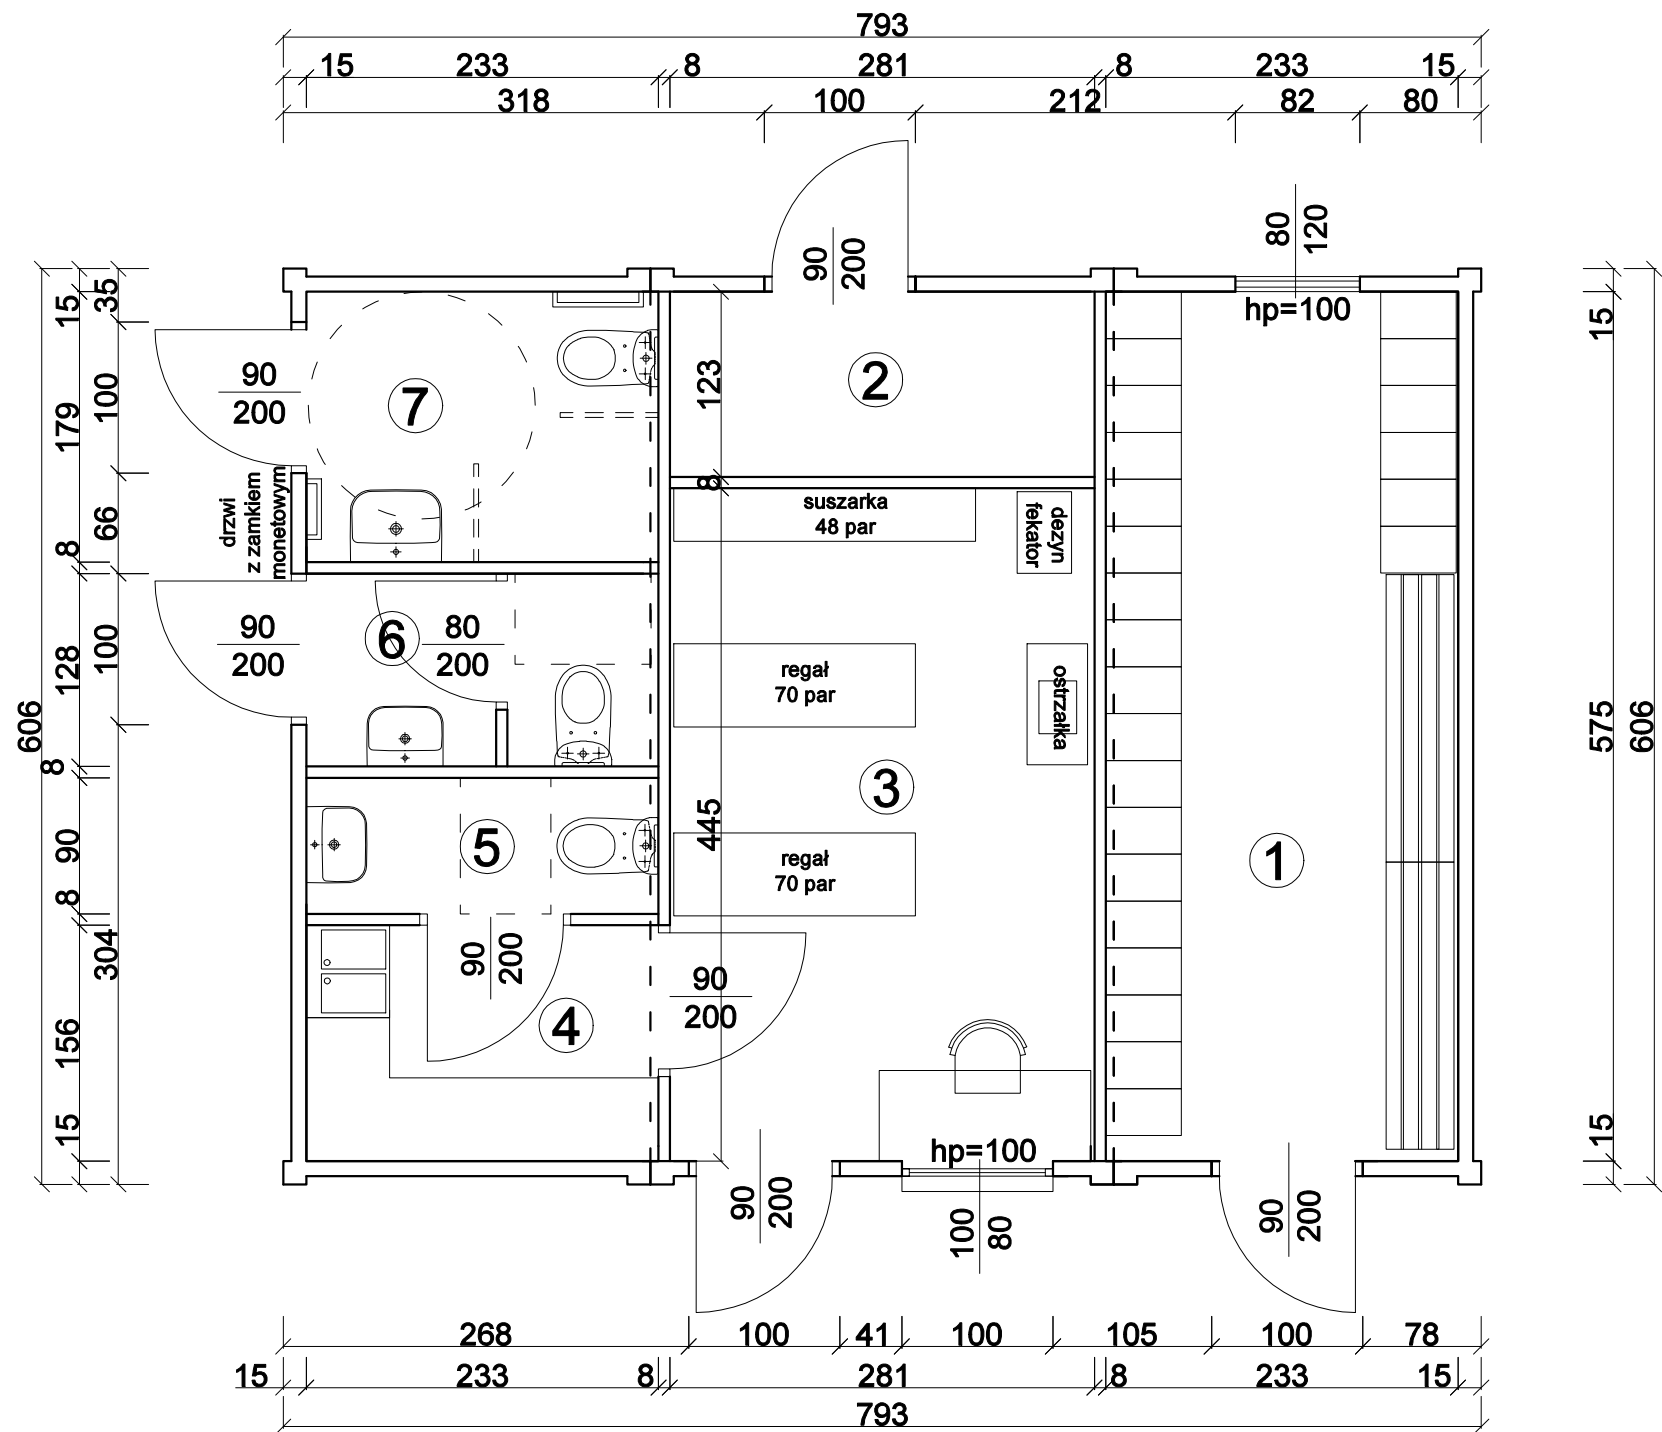 793
15 233 8 281 8 233 15
318 100 212 82 80
90
200
80
120
hp=100
15
35
123
2
90
200
7
100
179
15
8
suszarka
48 par
dezyn
fekator
drzwi
z zamkiem
monetowym
66
8
90
200
6
80
200
100
128
regał
70 par
ostrzałka
606
8
575
606
3
445
90
5
regał
70 par
1
8
304
90
200
90
200
4
156
15
15
hp=100
90
200
100
80
90
200
268 100 41 100 105 100 78
15 233 8 281 8 233 15
793